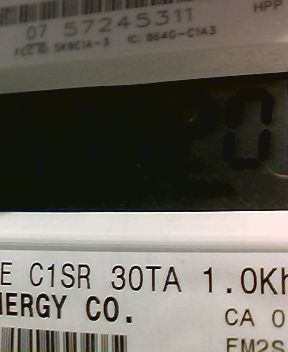 HPP
07 57245311
FCC ID: SK9C1A-3 IC: 864G-C1A3
20
E C1SR 30TA 1.0Kh
NERGY CO.
CA 0
EM2S